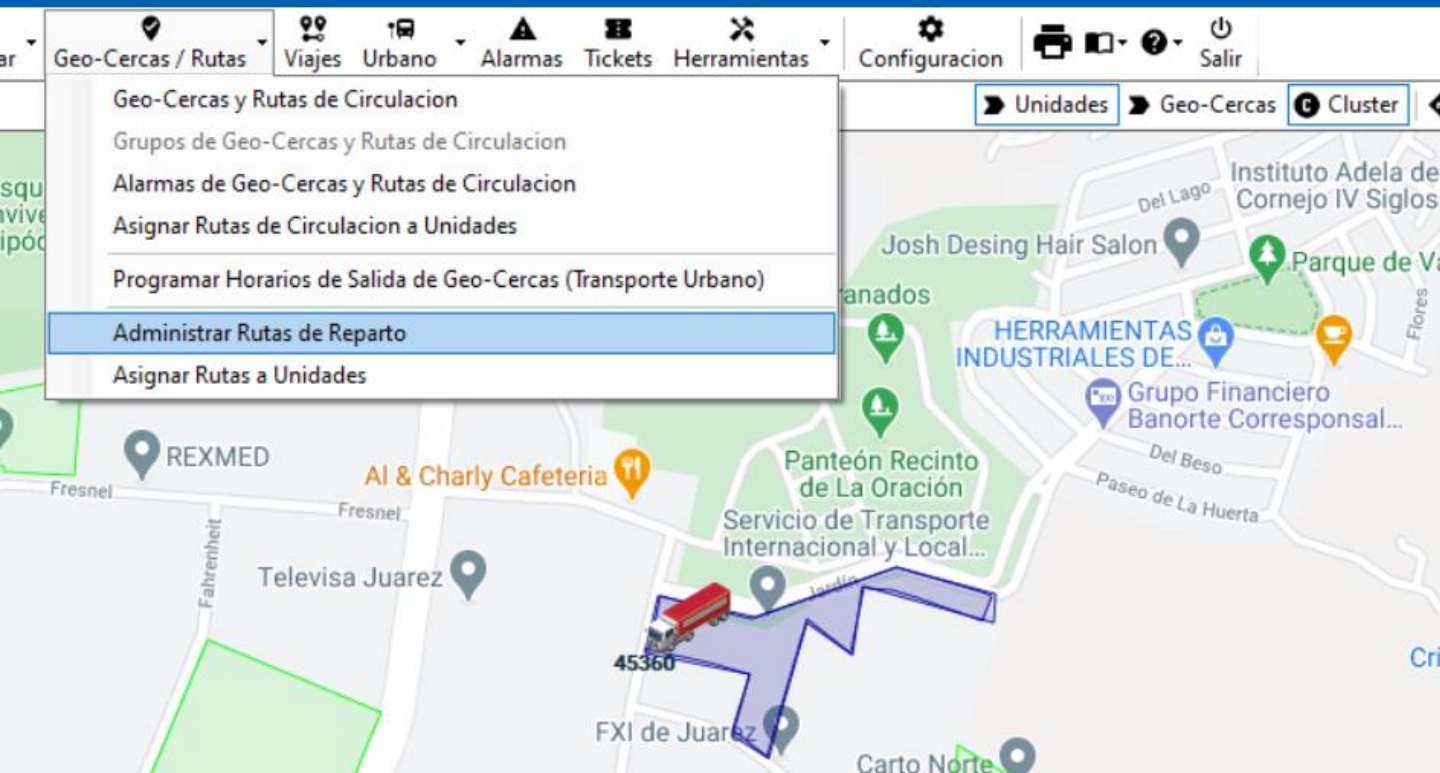 Geo-Cercas / Rutas
Viajes
Urbano
Alarmas
Tickets
Herramientas
Configuracion
Salir
Geo-Cercas y Rutas de Circulacion
Grupos de Geo-Cercas y Rutas de Circulacion
Alarmas de Geo-Cercas y Rutas de Circulacion
Asignar Rutas de Circulacion a Unidades
Programar Horarios de Salida de Geo-Cercas (Transporte Urbano)
Administrar Rutas de Reparto
Asignar Rutas a Unidades
Unidades
Geo-Cercas
C Cluster
Instituto Adela de
Cornejo IV Siglos
Del Lago
Josh Desing Hair Salon
Parque de Va
anados
Flores
HERRAMIENTAS
INDUSTRIALES DE...
Grupo Financiero
Banorte Corresponsal...
REXMED
Al & Charly Cafeteria
Panteón Recinto
de La Oración
Del Beso
Paseo de La Huerta
Fresnel
Fresnel
Servicio de Transporte
Internacional y Local...
Fahrenheit
Televisa Juarez
Jardín
45360
FXI de Juarez
Carto Norte
Cri